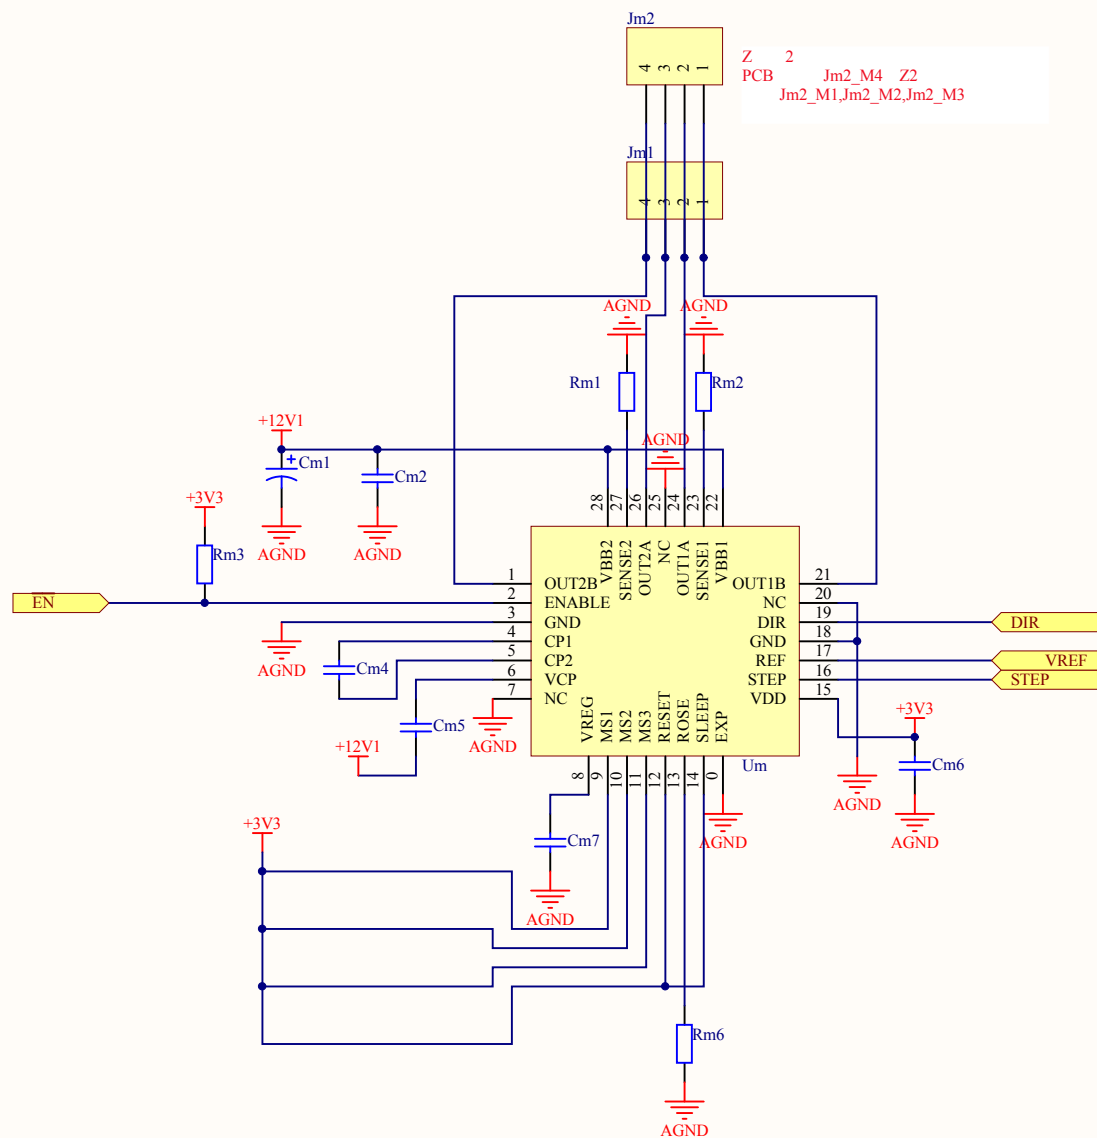 Jm2
4
3
2
1
Z 2
PCB Jm2_M4 Z2
Jm2_M1,Jm2_M2,Jm2_M3
Jm1
4
3
2
1
AGND
AGND
Rm1
Rm2
+12V1
AGND
Cm1
Cm2
+3V3
AGND
AGND
Rm3
28
27
26
25
24
23
22
VBB2
SENSE2
OUT2A
NC
OUT1A
SENSE1
VBB1
1 OUT2B
OUT1B 21
EN
2 ENABLE
NC 20
3 GND
DIR 19
DIR
4 CP1
GND 18
5 CP2
REF 17
VREF
6 VCP
STEP 16
STEP
7 NC
VDD 15
AGND
Cm4
Cm5
AGND
+12V1
VREG
MS1
MS2
MS3
RESET
ROSE
SLEEP
EXP
+3V3
Cm6
Um
8
9
10
11
12
13
14
0
AGND
AGND
AGND
+3V3
Cm7
AGND
Rm6
AGND